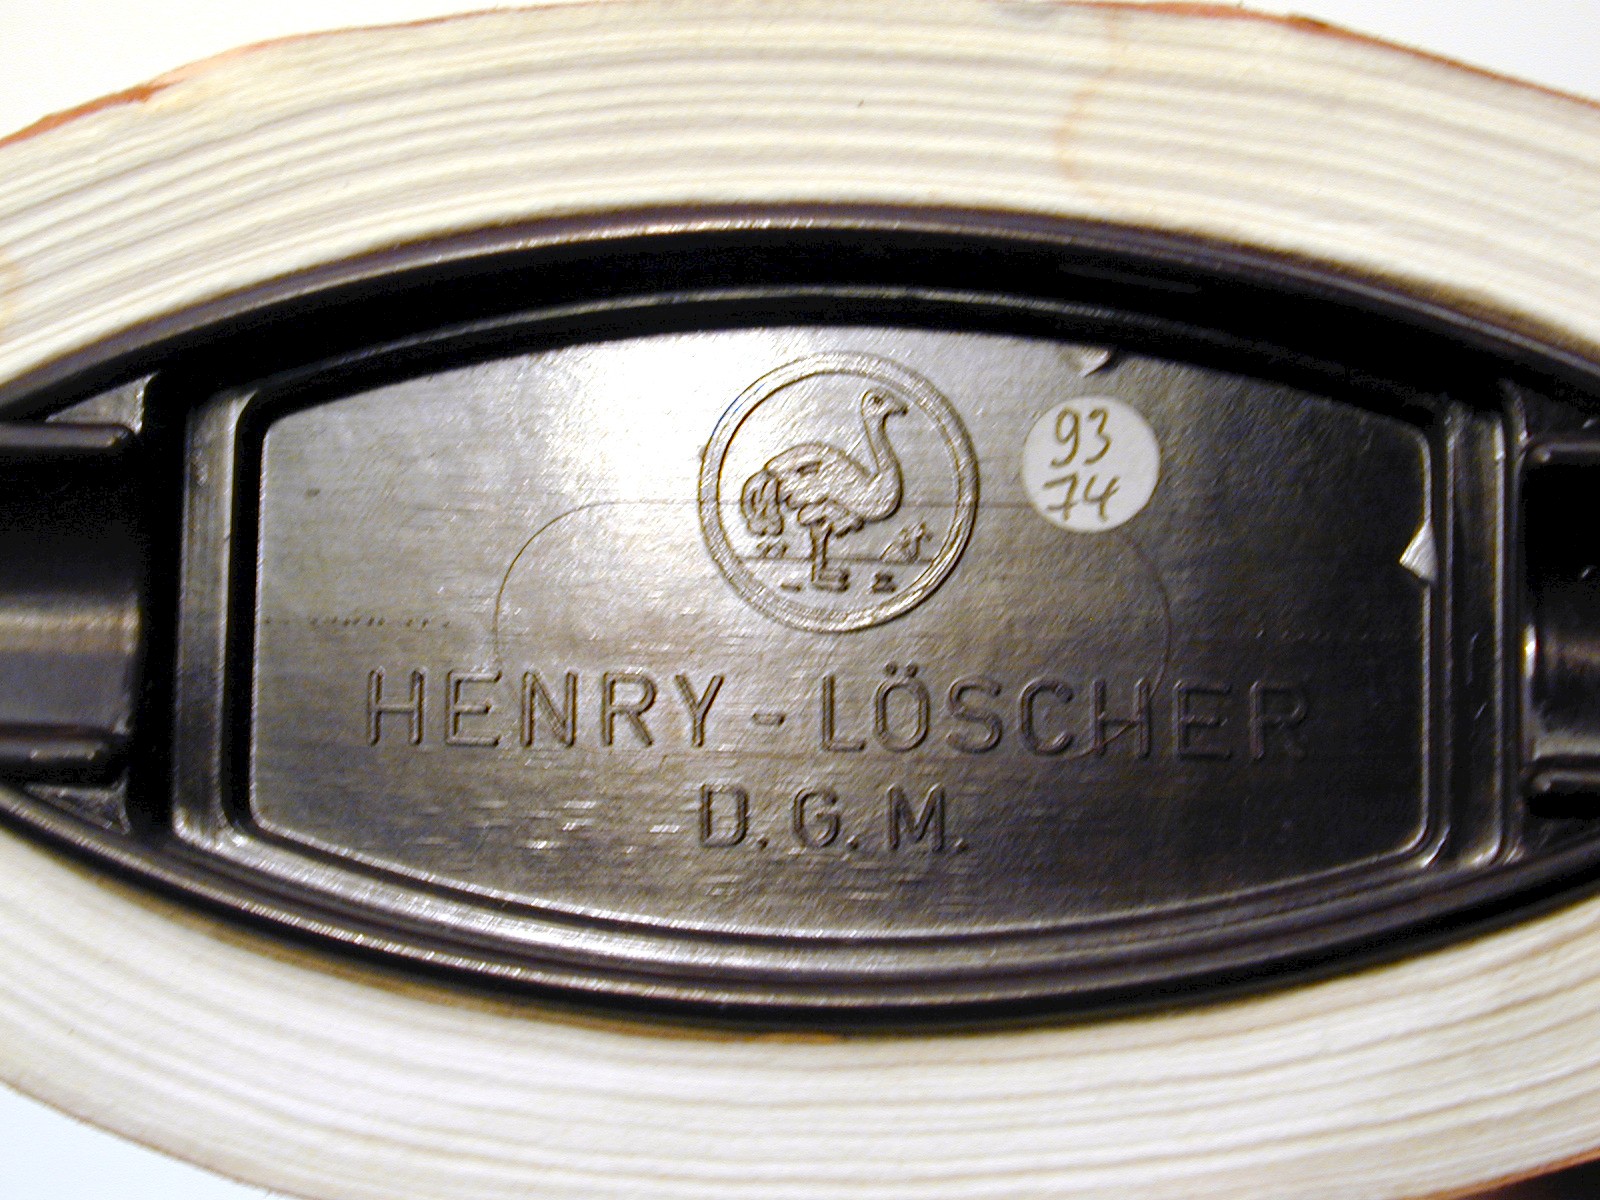 93
74
HENRY-LÖSCHER
D.G.M.